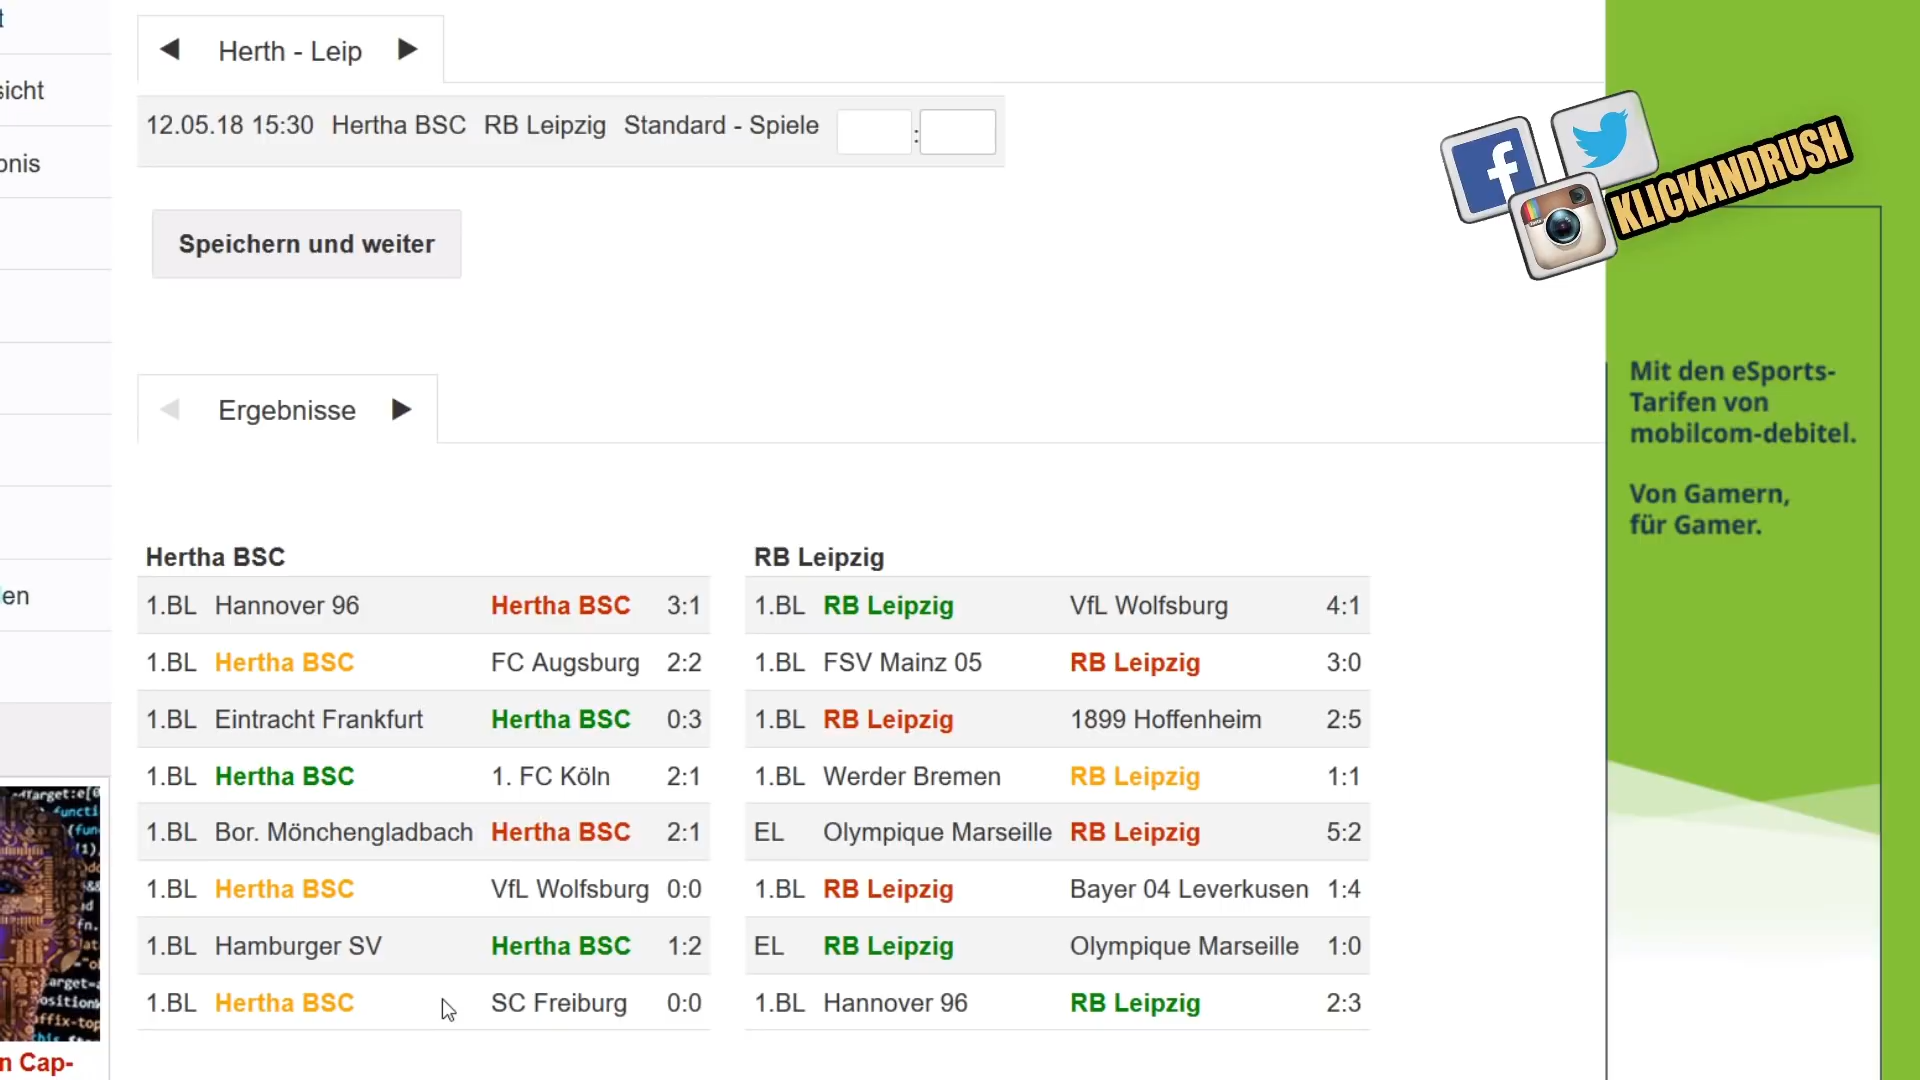 Herth - Leip
12.05.18 15:30 Hertha BSC RB Leipzig Standard - Spiele :
Speichern und weiter
Ergebnisse
Hertha BSC
1.BL Hannover 96 Hertha BSC 3:1
1.BL Hertha BSC FC Augsburg 2:2
1.BL Eintracht Frankfurt Hertha BSC 0:3
1.BL Hertha BSC 1. FC Köln 2:1
1.BL Bor. Mönchengladbach Hertha BSC 2:1
1.BL Hertha BSC VfL Wolfsburg 0:0
1.BL Hamburger SV Hertha BSC 1:2
1.BL Hertha BSC SC Freiburg 0:0
RB Leipzig
1.BL RB Leipzig VfL Wolfsburg 4:1
1.BL FSV Mainz 05 RB Leipzig 3:0
1.BL RB Leipzig 1899 Hoffenheim 2:5
1.BL Werder Bremen RB Leipzig 1:1
EL Olympique Marseille RB Leipzig 5:2
1.BL RB Leipzig Bayer 04 Leverkusen 1:4
EL RB Leipzig Olympique Marseille 1:0
1.BL Hannover 96 RB Leipzig 2:3
KLICKANDRUSH
Mit den eSports-
Tarifen von
mobilcom-debitel.
Von Gamern,
für Gamer.
sicht
en
n Cap-